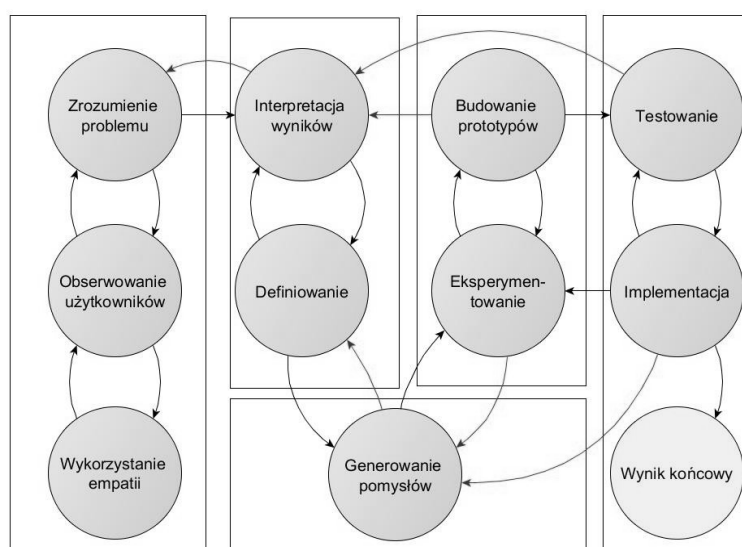 Zrozumienie
problemu
Interpretacja
wyników
Budowanie
prototypów
Testowanie
Obserwowanie
użytkowników
Definiowanie
Eksperymen-
towanie
Implementacja
Wykorzystanie
empatii
Generowanie
pomysłów
Wynik końcowy